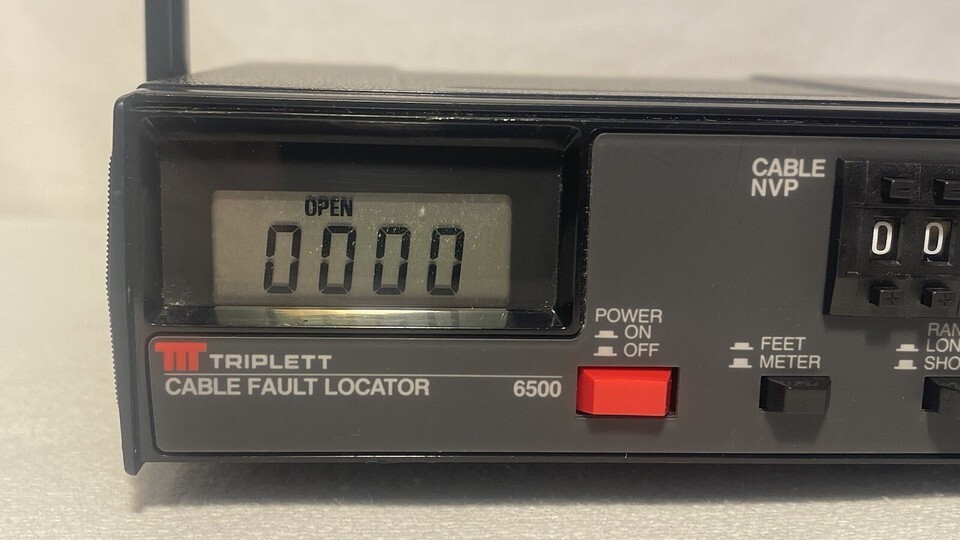 OPEN
0000
TRIPLETT
CABLE FAULT LOCATOR 6500
POWER
ON
OFF
FEET
METER
CABLE
NVP
0 0